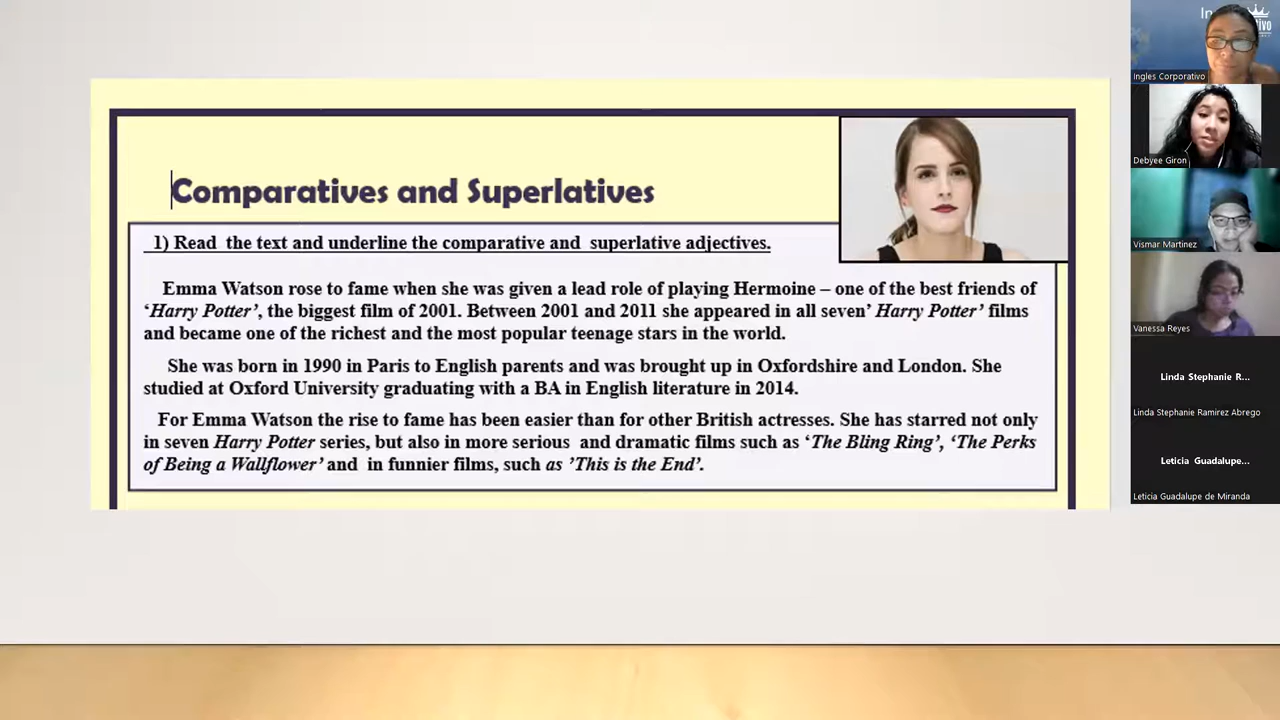 Comparatives and Superlatives
1) Read the text and underline the comparative and superlative adjectives.
Emma Watson rose to fame when she was given a lead role of playing Hermoine – one of the best friends of
‘Harry Potter’, the biggest film of 2001. Between 2001 and 2011 she appeared in all seven’ Harry Potter’ films
and became one of the richest and the most popular teenage stars in the world.
She was born in 1990 in Paris to English parents and was brought up in Oxfordshire and London. She
studied at Oxford University graduating with a BA in English literature in 2014.
For Emma Watson the rise to fame has been easier than for other British actresses. She has starred not only
in seven Harry Potter series, but also in more serious and dramatic films such as ‘The Bling Ring’, ‘The Perks
of Being a Wallflower’ and in funnier films, such as ’This is the End’.
Ingles Corporativo
Debyee Giron
Vismar Martinez
Vanessa Reyes
Linda Stephanie R...
Linda Stephanie Ramirez Abrego
Leticia Guadalupe...
Leticia Guadalupe de Miranda